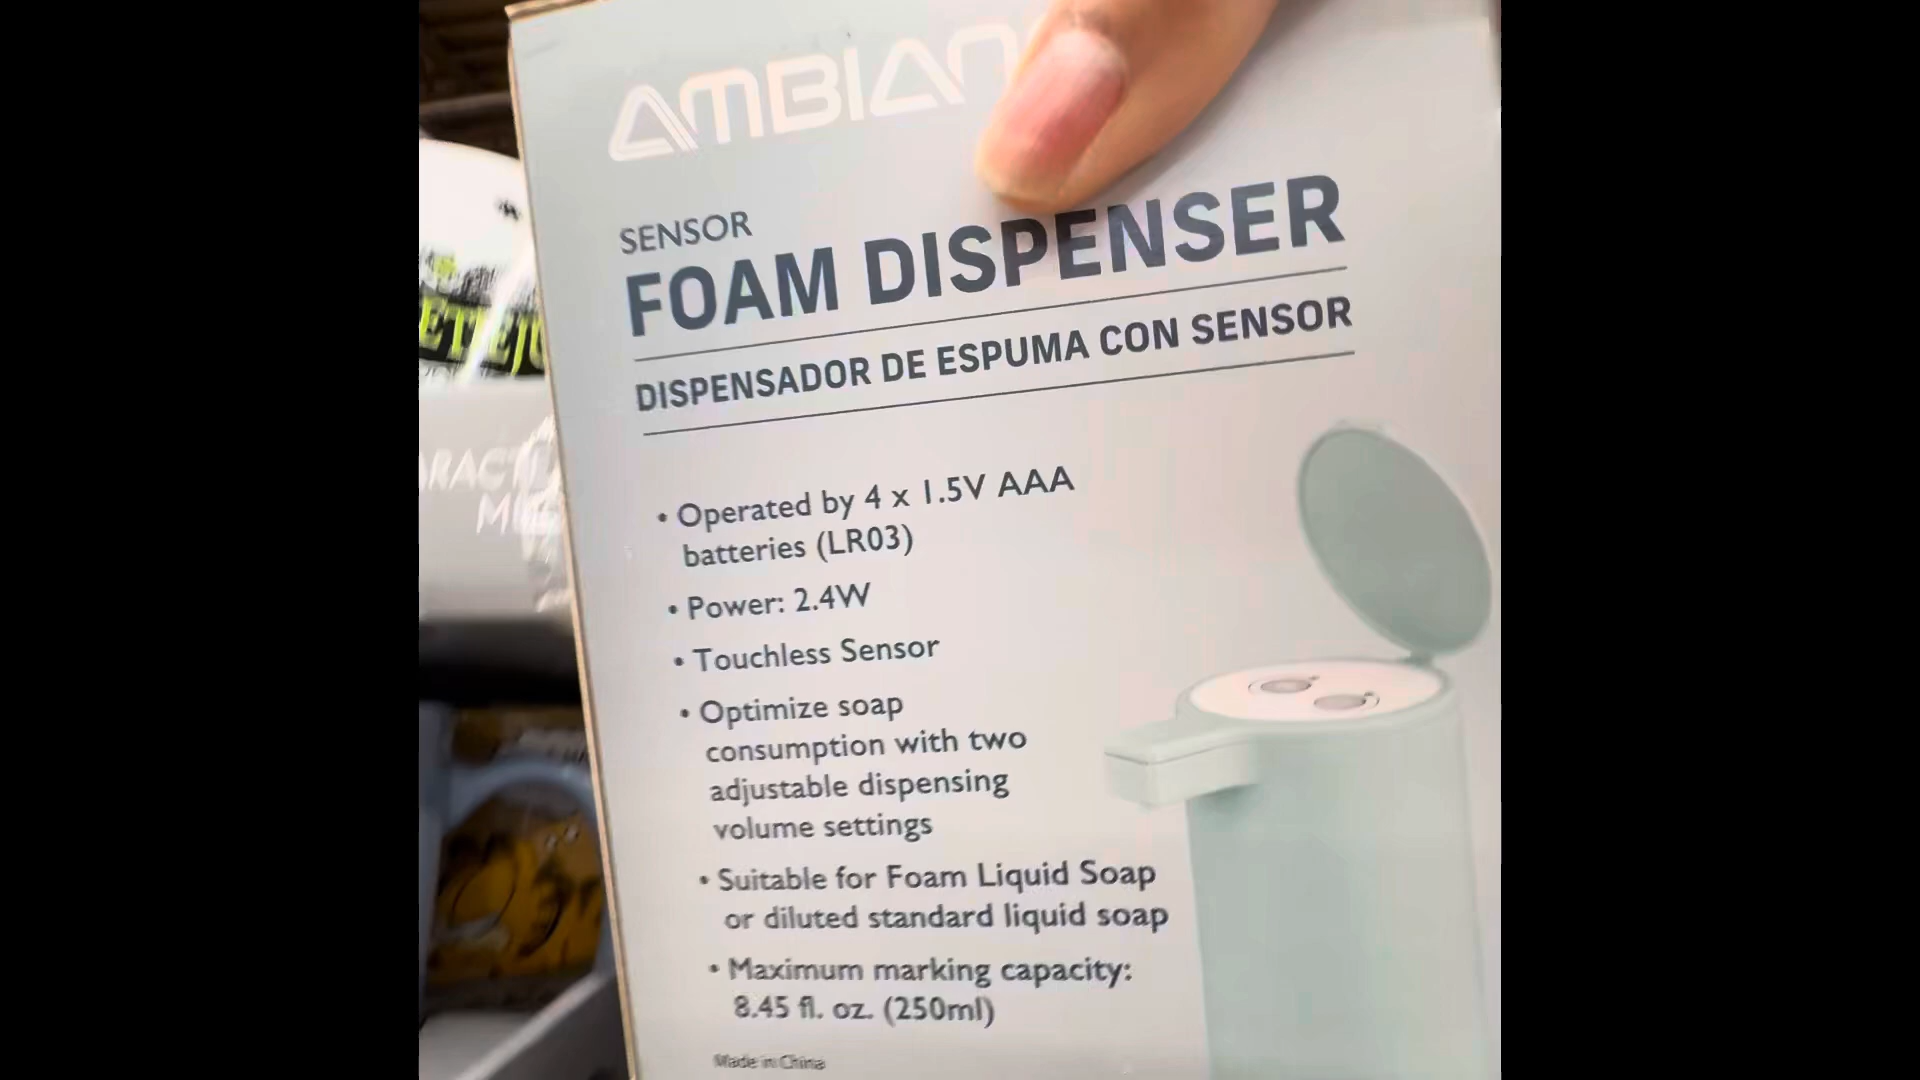 AMBIAN
SENSOR
FOAM DISPENSER
DISPENSADOR DE ESPUMA CON SENSOR
• Operated by 4 x 1.5V AAA
batteries (LR03)
• Power: 2.4W
• Touchless Sensor
• Optimize soap
consumption with two
adjustable dispensing
volume settings
• Suitable for Foam Liquid Soap
or diluted standard liquid soap
• Maximum marking capacity:
8.45 fl. oz. (250ml)
Made in China